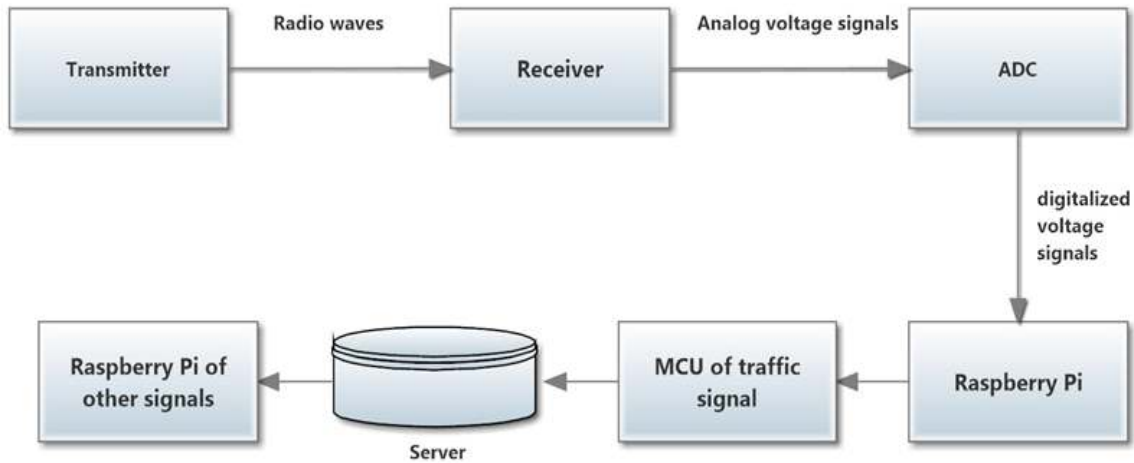 Radio waves
Analog voltage signals
Transmitter
Receiver
ADC
digitalized
voltage
signals
Raspberry Pi of
other signals
MCU of traffic
signal
Raspberry Pi
Server